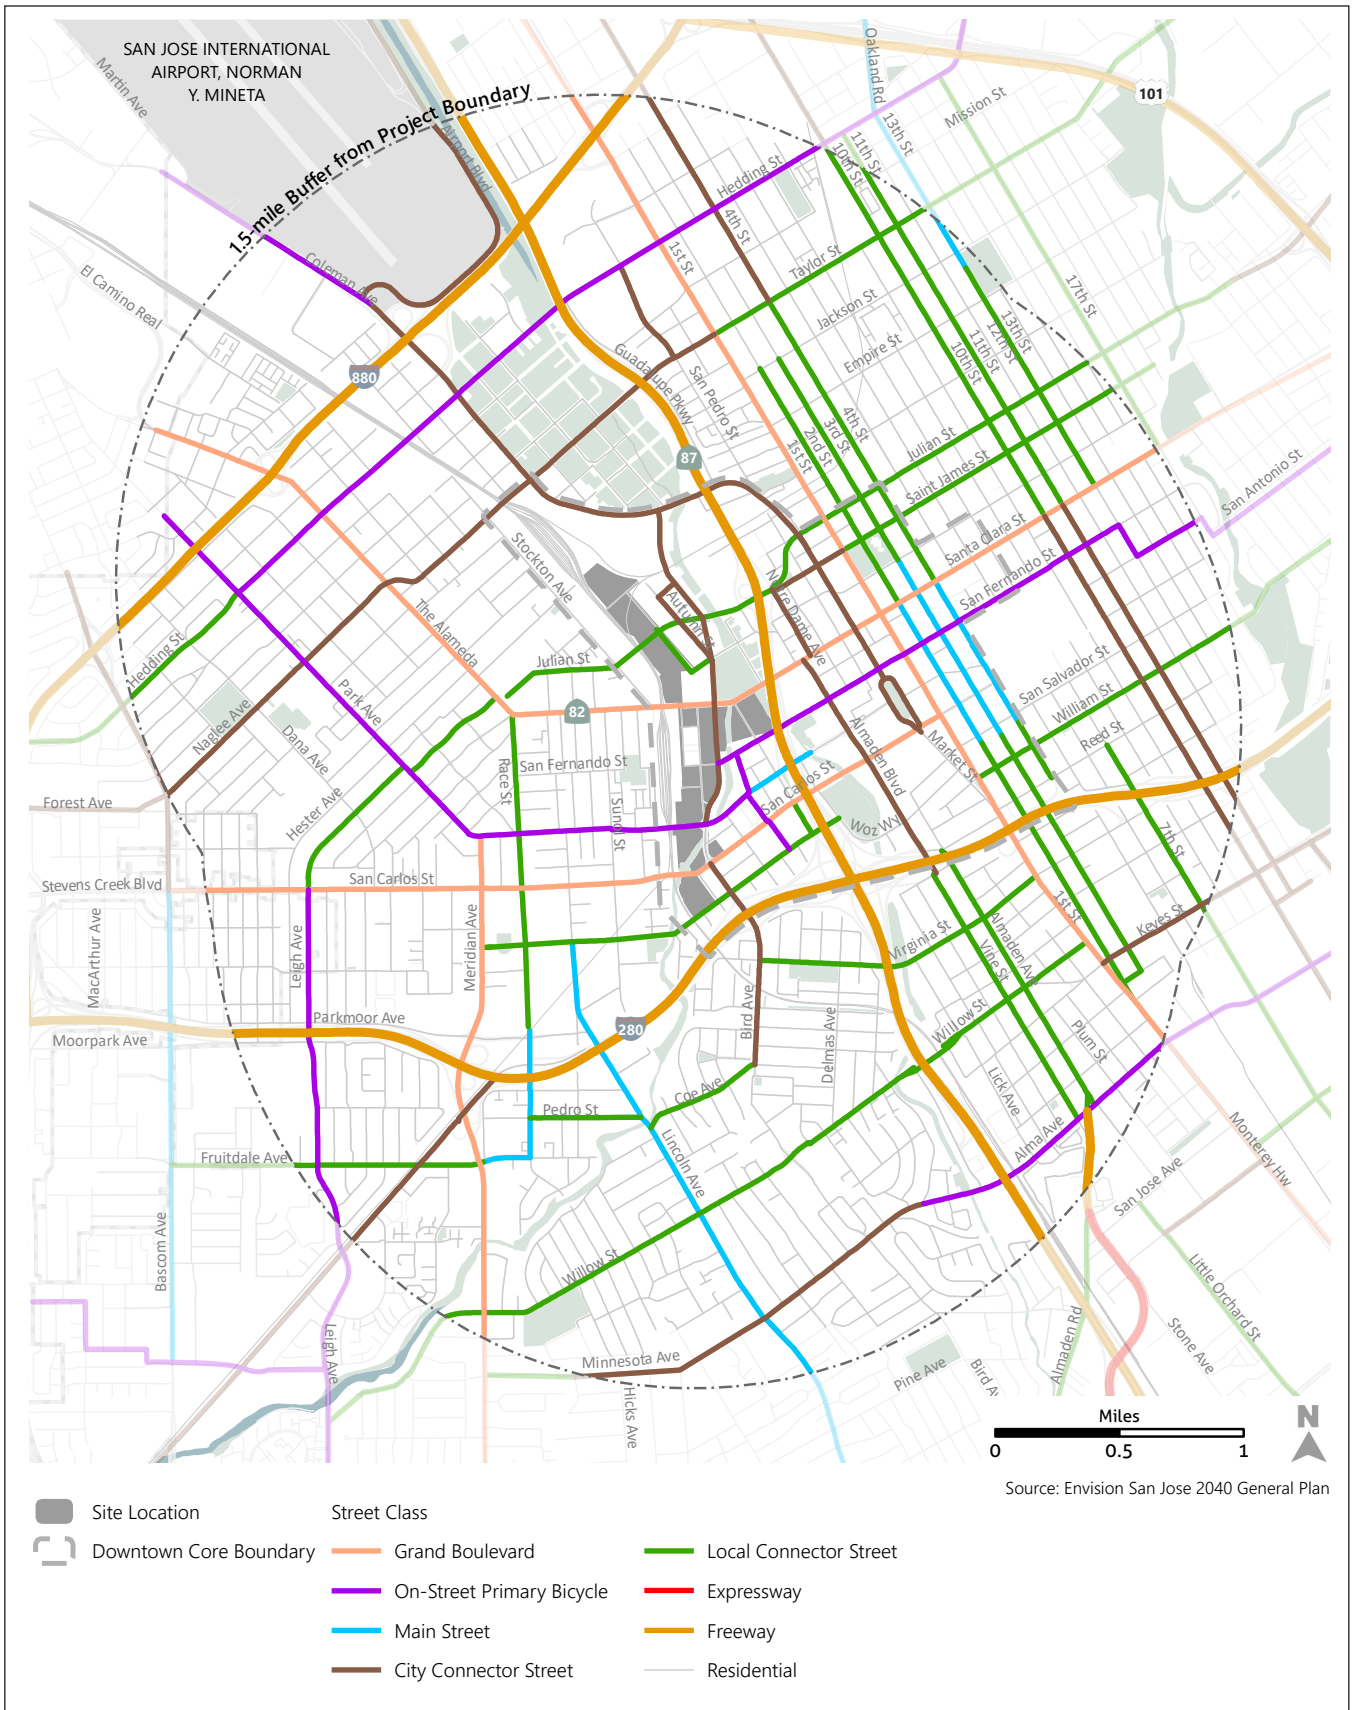 SAN JOSE INTERNATIONAL
AIRPORT, NORMAN
Y. MINETA
1.5-mile Buffer from Project Boundary
Martin Ave
Airport Blvd
Oakland Rd
101
Mission St
13th St
11th St
10th St
Hedding St
4th St
1st St
Taylor St
Coleman Ave
El Camino Real
17th St
Jackson St
Empire St
13th St
12th St
11th St
10th St
Guadalupe Pkwy
San Pedro St
880
87
4th St
3rd St
2nd St
1st St
Julian St
Saint James St
San Antonio St
Santa Clara St
San Fernando St
Stockton Ave
Notre Dame Ave
Autumn St
The Alameda
Hedding St
Julian St
San Salvador St
William St
Reed St
Park Ave
Naglee Ave
Dana Ave
82
Almaden Blvd
Market St
San Fernando St
Race St
Sunol St
San Carlos St
Woz Wy
Forest Ave
Hester Ave
7th St
Stevens Creek Blvd
San Carlos St
1st St
Keyes St
MacArthur Ave
Leigh Ave
Meridian Ave
Virginia St
Almaden Ave
Vine St
Parkmoor Ave
Moorpark Ave
280
Bird Ave
Delmas Ave
Willow St
Plum St
Lick Ave
Coe Ave
Pedro St
Fruitdale Ave
Lincoln Ave
Alma Ave
Monterey Hw
San Jose Ave
Bascom Ave
Willow St
Little Orchard St
Leigh Ave
Minnesota Ave
Hicks Ave
Pine Ave
Bird Av
Almaden Rd
Stone Ave
Miles
0 0.5 1
N
Source: Envision San Jose 2040 General Plan
Site Location
Downtown Core Boundary
Street Class
Grand Boulevard
On-Street Primary Bicycle
Main Street
City Connector Street
Local Connector Street
Expressway
Freeway
Residential